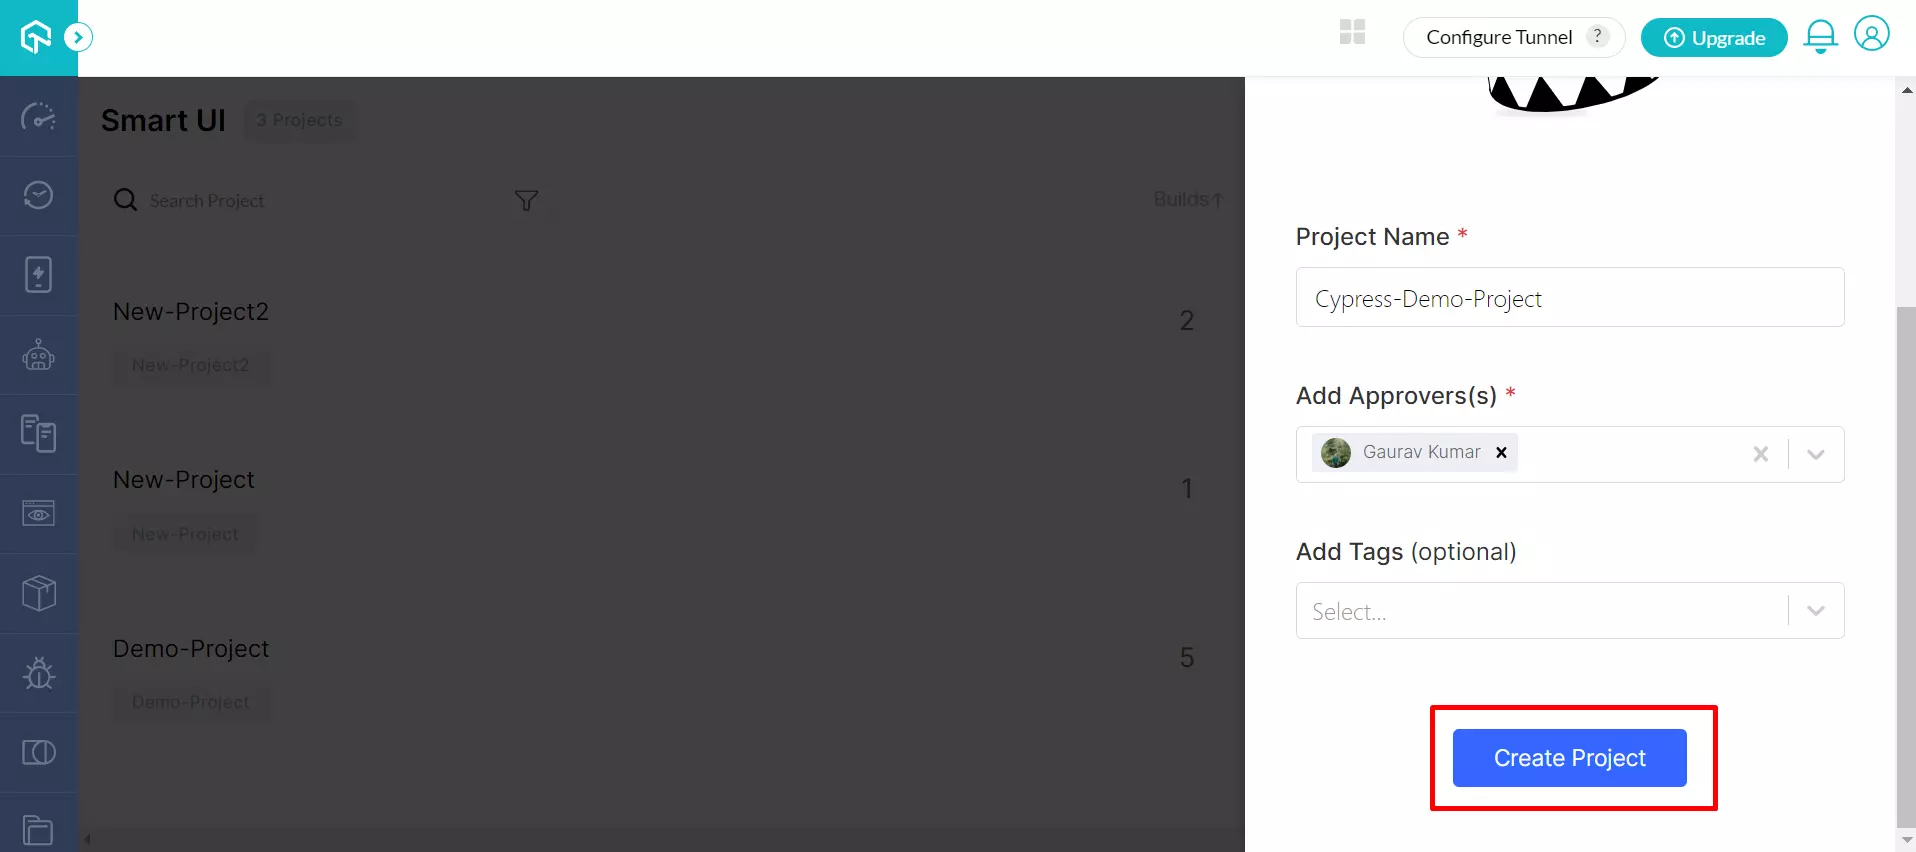 Configure Tunnel ?
Upgrade
Smart UI 3 Projects
Search Project
Builds↑
New-Project2
2
New-Project2
New-Project
1
New-Project
Demo-Project
5
Demo-Project
Project Name *
Cypress-Demo-Project
Add Approvers(s) *
Gaurav Kumar
Add Tags (optional)
Select...
Create Project